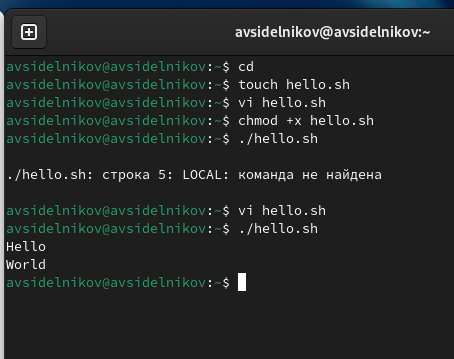 avsidelnikov@avsidelnikov:~
avsidelnikov@avsidelnikov:~$ cd
avsidelnikov@avsidelnikov:~$ touch hello.sh
avsidelnikov@avsidelnikov:~$ vi hello.sh
avsidelnikov@avsidelnikov:~$ chmod +x hello.sh
avsidelnikov@avsidelnikov:~$ ./hello.sh
./hello.sh: строка 5: LOCAL: команда не найдена
avsidelnikov@avsidelnikov:~$ vi hello.sh
avsidelnikov@avsidelnikov:~$ ./hello.sh
Hello
World
avsidelnikov@avsidelnikov:~$